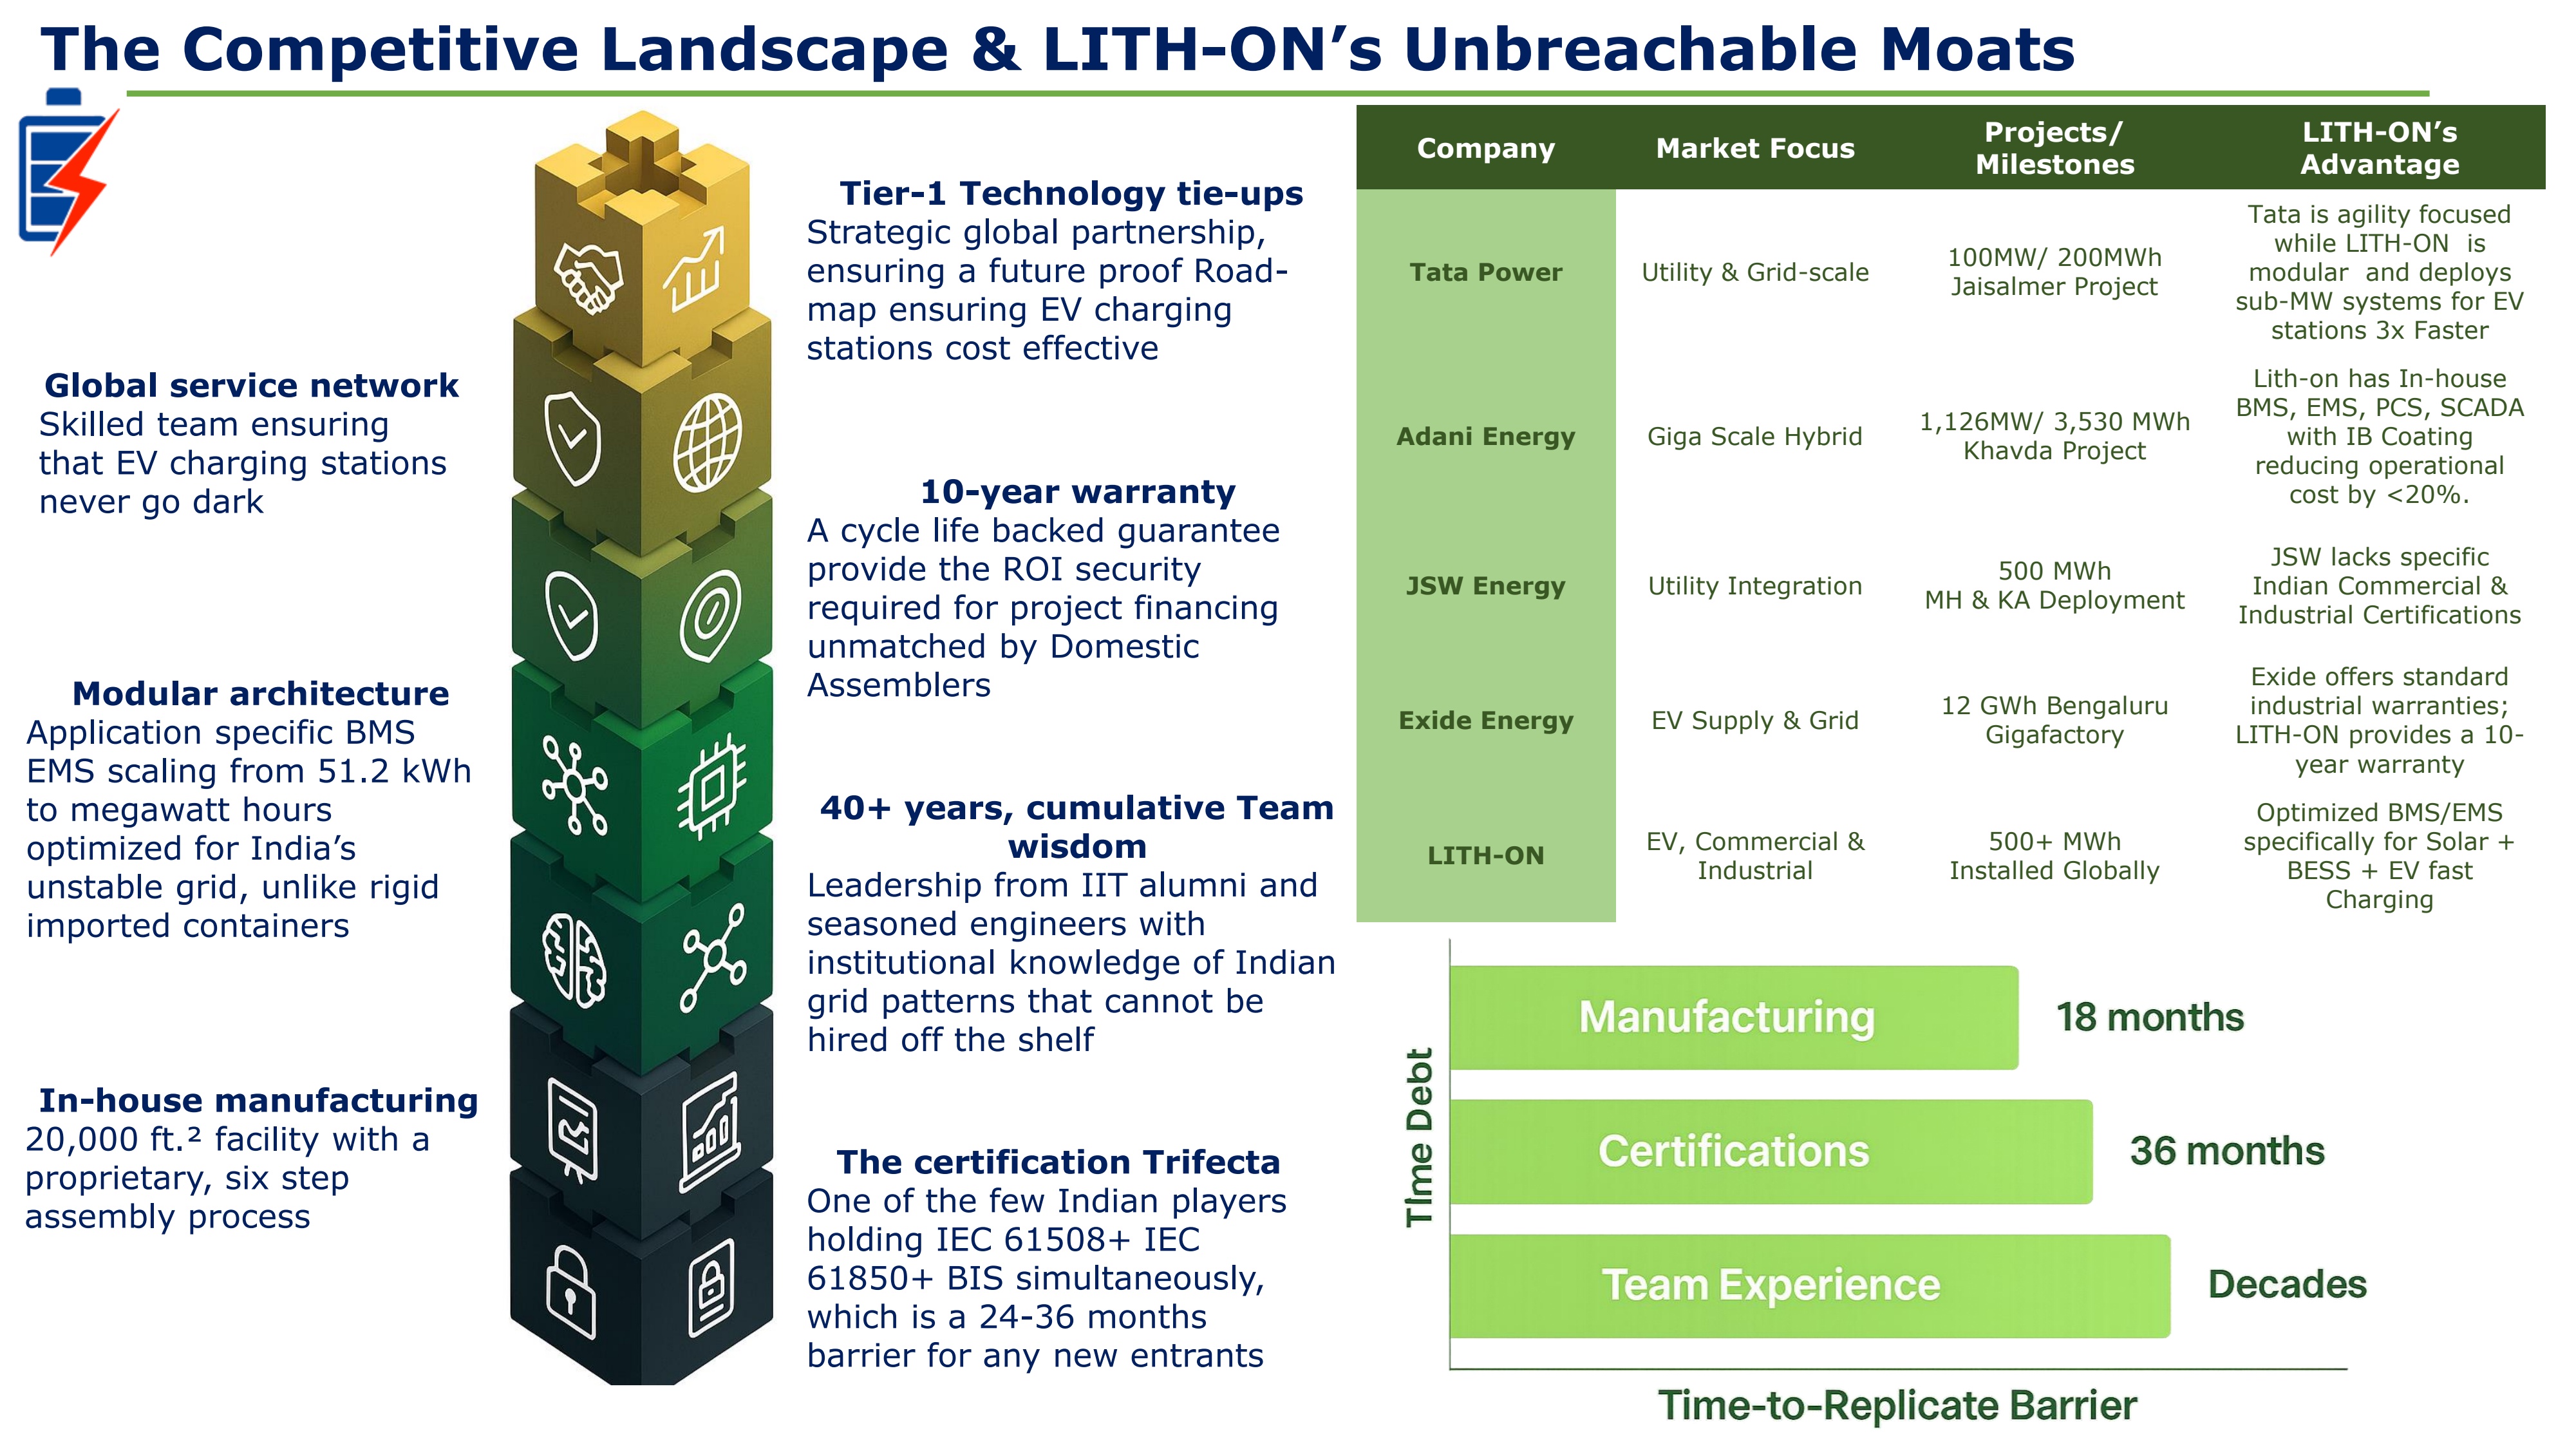 The Competitive Landscape & LITH-ON’s Unbreachable Moats
Global service network
Skilled team ensuring
that EV charging stations
never go dark
Modular architecture
Application specific BMS
EMS scaling from 51.2 kWh
to megawatt hours
optimized for India’s
unstable grid, unlike rigid
imported containers
In-house manufacturing
20,000 ft.² facility with a
proprietary, six step
assembly process
Tier-1 Technology tie-ups
Strategic global partnership,
ensuring a future proof Road-
map ensuring EV charging
stations cost effective
10-year warranty
A cycle life backed guarantee
provide the ROI security
required for project financing
unmatched by Domestic
Assemblers
40+ years, cumulative Team
wisdom
Leadership from IIT alumni and
seasoned engineers with
institutional knowledge of Indian
grid patterns that cannot be
hired off the shelf
The certification Trifecta
One of the few Indian players
holding IEC 61508+ IEC
61850+ BIS simultaneously,
which is a 24-36 months
barrier for any new entrants
Company
Market Focus
Projects/
Milestones
LITH-ON’s
Advantage
Tata Power
Utility & Grid-scale
100MW/ 200MWh
Jaisalmer Project
Tata is agility focused
while LITH-ON  is
modular  and deploys
sub-MW systems for EV
stations 3x Faster
Adani Energy
Giga Scale Hybrid
1,126MW/ 3,530 MWh
Khavda Project
Lith-on has In-house
BMS, EMS, PCS, SCADA
with IB Coating
reducing operational
cost by <20%.
JSW Energy
Utility Integration
500 MWh
MH & KA Deployment
JSW lacks specific
Indian Commercial &
Industrial Certifications
Exide Energy
EV Supply & Grid
12 GWh Bengaluru
Gigafactory
Exide offers standard
industrial warranties;
LITH-ON provides a 10-
year warranty
LITH-ON
EV, Commercial &
Industrial
500+ MWh
Installed Globally
Optimized BMS/EMS
specifically for Solar +
BESS + EV fast
Charging
Time Debt
Manufacturing
18 months
Certifications
36 months
Team Experience
Decades
Time-to-Replicate Barrier